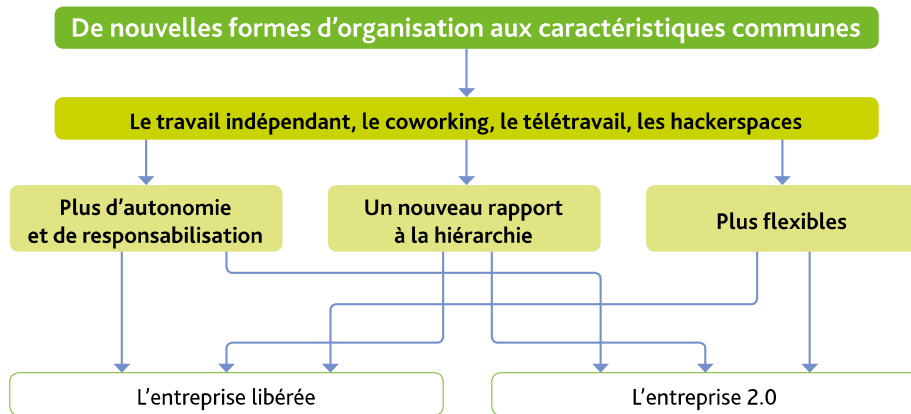 De nouvelles formes d'organisation aux caractéristiques communes
Le travail indépendant, le coworking, le télétravail, les hackerspaces
Plus d'autonomie
et de responsabilisation
Un nouveau rapport
à la hiérarchie
Plus flexibles
L'entreprise libérée
L'entreprise 2.0